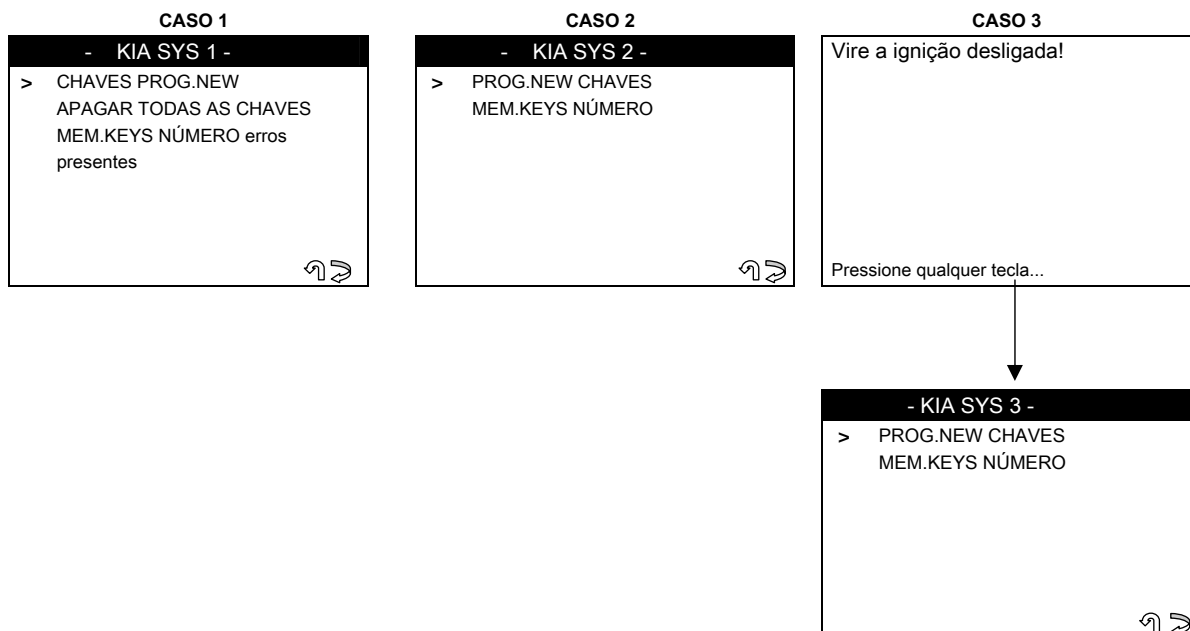 CASO 1
- KIA SYS 1 -
> CHAVES PROG.NEW
APAGAR TODAS AS CHAVES
MEM.KEYS NÚMERO erros
presentes
CASO 2
- KIA SYS 2 -
> PROG.NEW CHAVES
MEM.KEYS NÚMERO
CASO 3
Vire a ignição desligada!
Pressione qualquer tecla...
- KIA SYS 3 -
> PROG.NEW CHAVES
MEM.KEYS NÚMERO